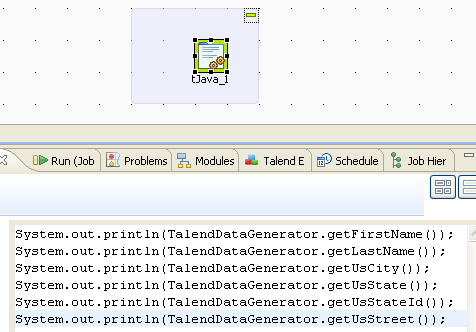 tJava_1
Run (Job
Problems
Modules
Talend E
Schedule
Job Hier
System.out.println(TalendDataGenerator.getFirstName());
System.out.println(TalendDataGenerator.getLastName());
System.out.println(TalendDataGenerator.getUsCity());
System.out.println(TalendDataGenerator.getUsState());
System.out.println(TalendDataGenerator.getUsStateId());
System.out.println(TalendDataGenerator.getUsStreet());